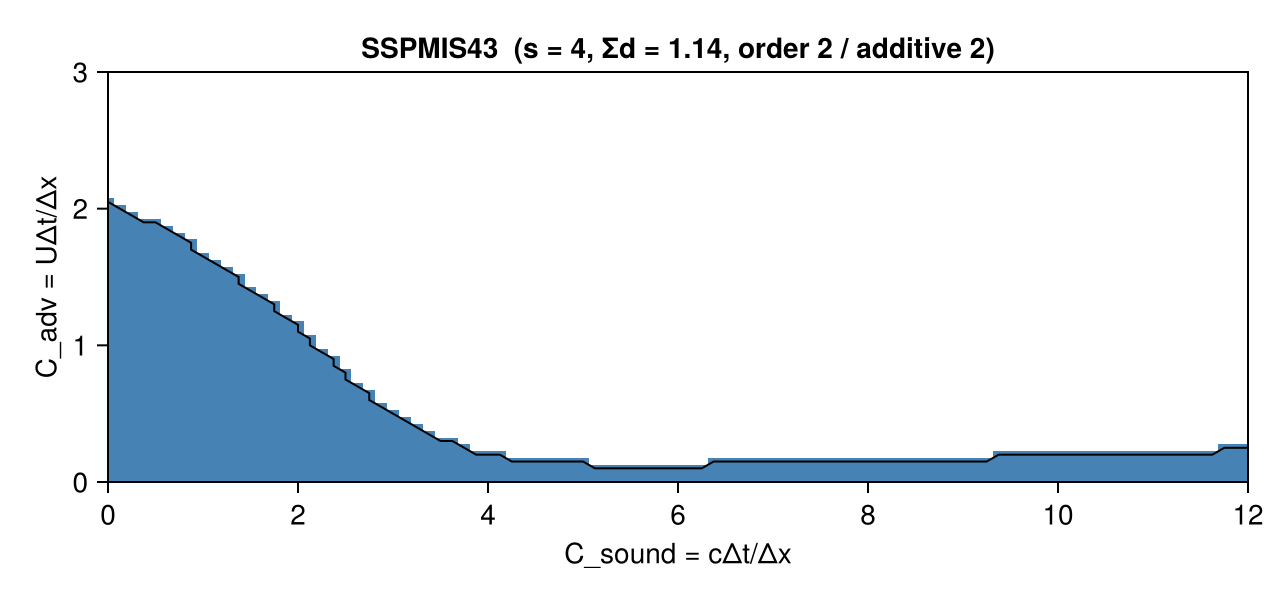 SSPMIS43 (s = 4, Σd = 1.14, order 2 / additive 2)
3
2
1
0
C_adv = UΔt/Δx
0 2 4 6 8 10 12
C_sound = cΔt/Δx